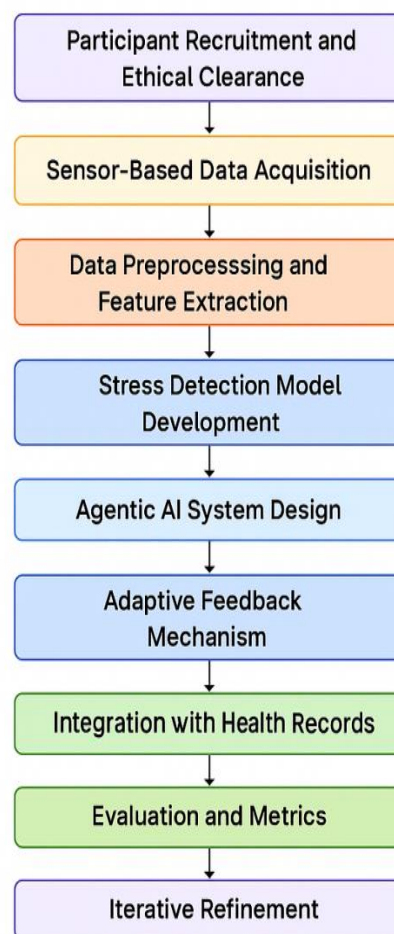 Participant Recruitment and
Ethical Clearance
Sensor-Based Data Acquisition
Data Preprocesssing and
Feature Extraction
Stress Detection Model
Development
Agentic AI System Design
Adaptive Feedback
Mechanism
Integration with Health Records
Evaluation and Metrics
Iterative Refinement